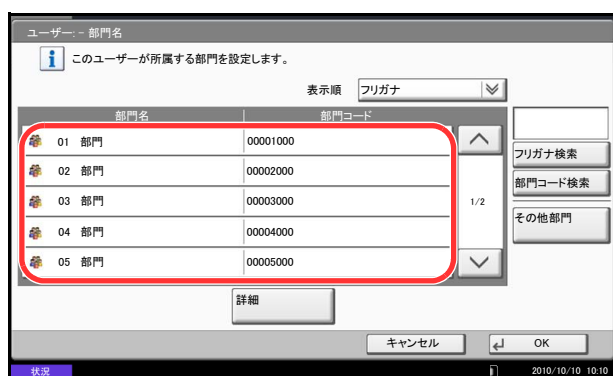 ユーザー: - 部門名
i このユーザーが所属する部門を設定します。
表示順 フリガナ
部門名 部門コード
01 部門 00001000
02 部門 00002000
03 部門 00003000
04 部門 00004000
05 部門 00005000
1/2
フリガナ検索
部門コード検索
その他部門
詳細
キャンセル OK
状況 2010/10/10 10:10